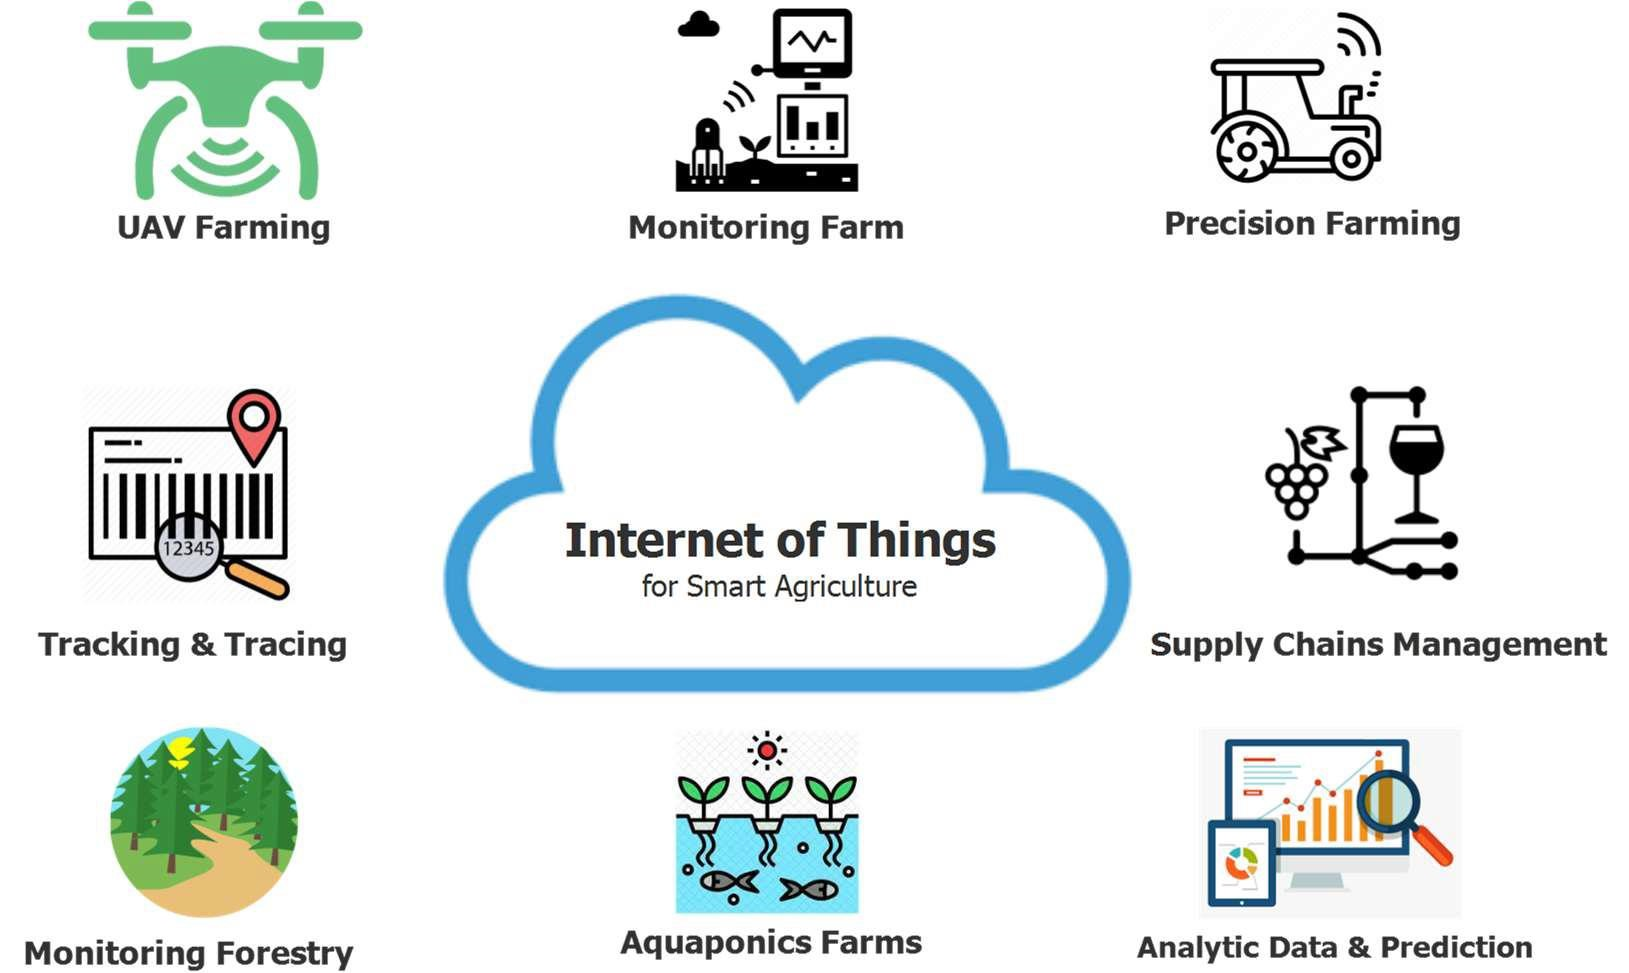 UAV Farming
Monitoring Farm
Precision Farming
Internet of Things
for Smart Agriculture
12345
Tracking & Tracing
Supply Chains Management
Monitoring Forestry
Aquaponics Farms
Analytic Data & Prediction